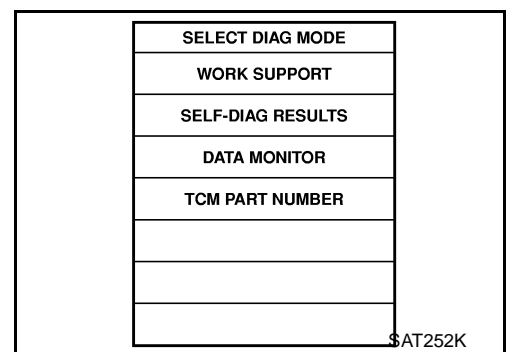 SELECT DIAG MODE
WORK SUPPORT
SELF-DIAG RESULTS
DATA MONITOR
TCM PART NUMBER
SAT252K